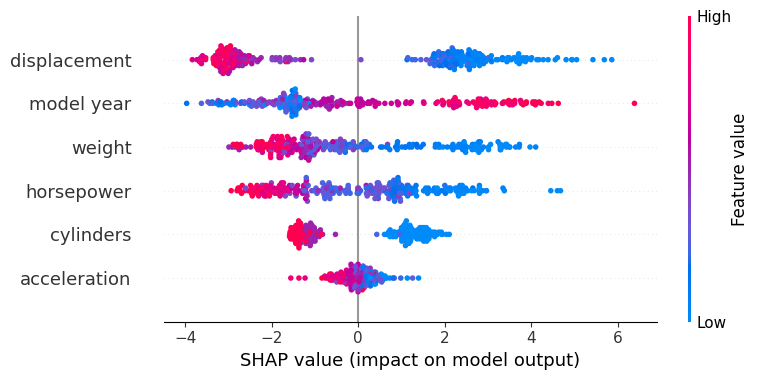 High
displacement
model year
weight
horsepower
cylinders
acceleration
Feature value
Low
−4 −2 0 2 4 6
SHAP value (impact on model output)